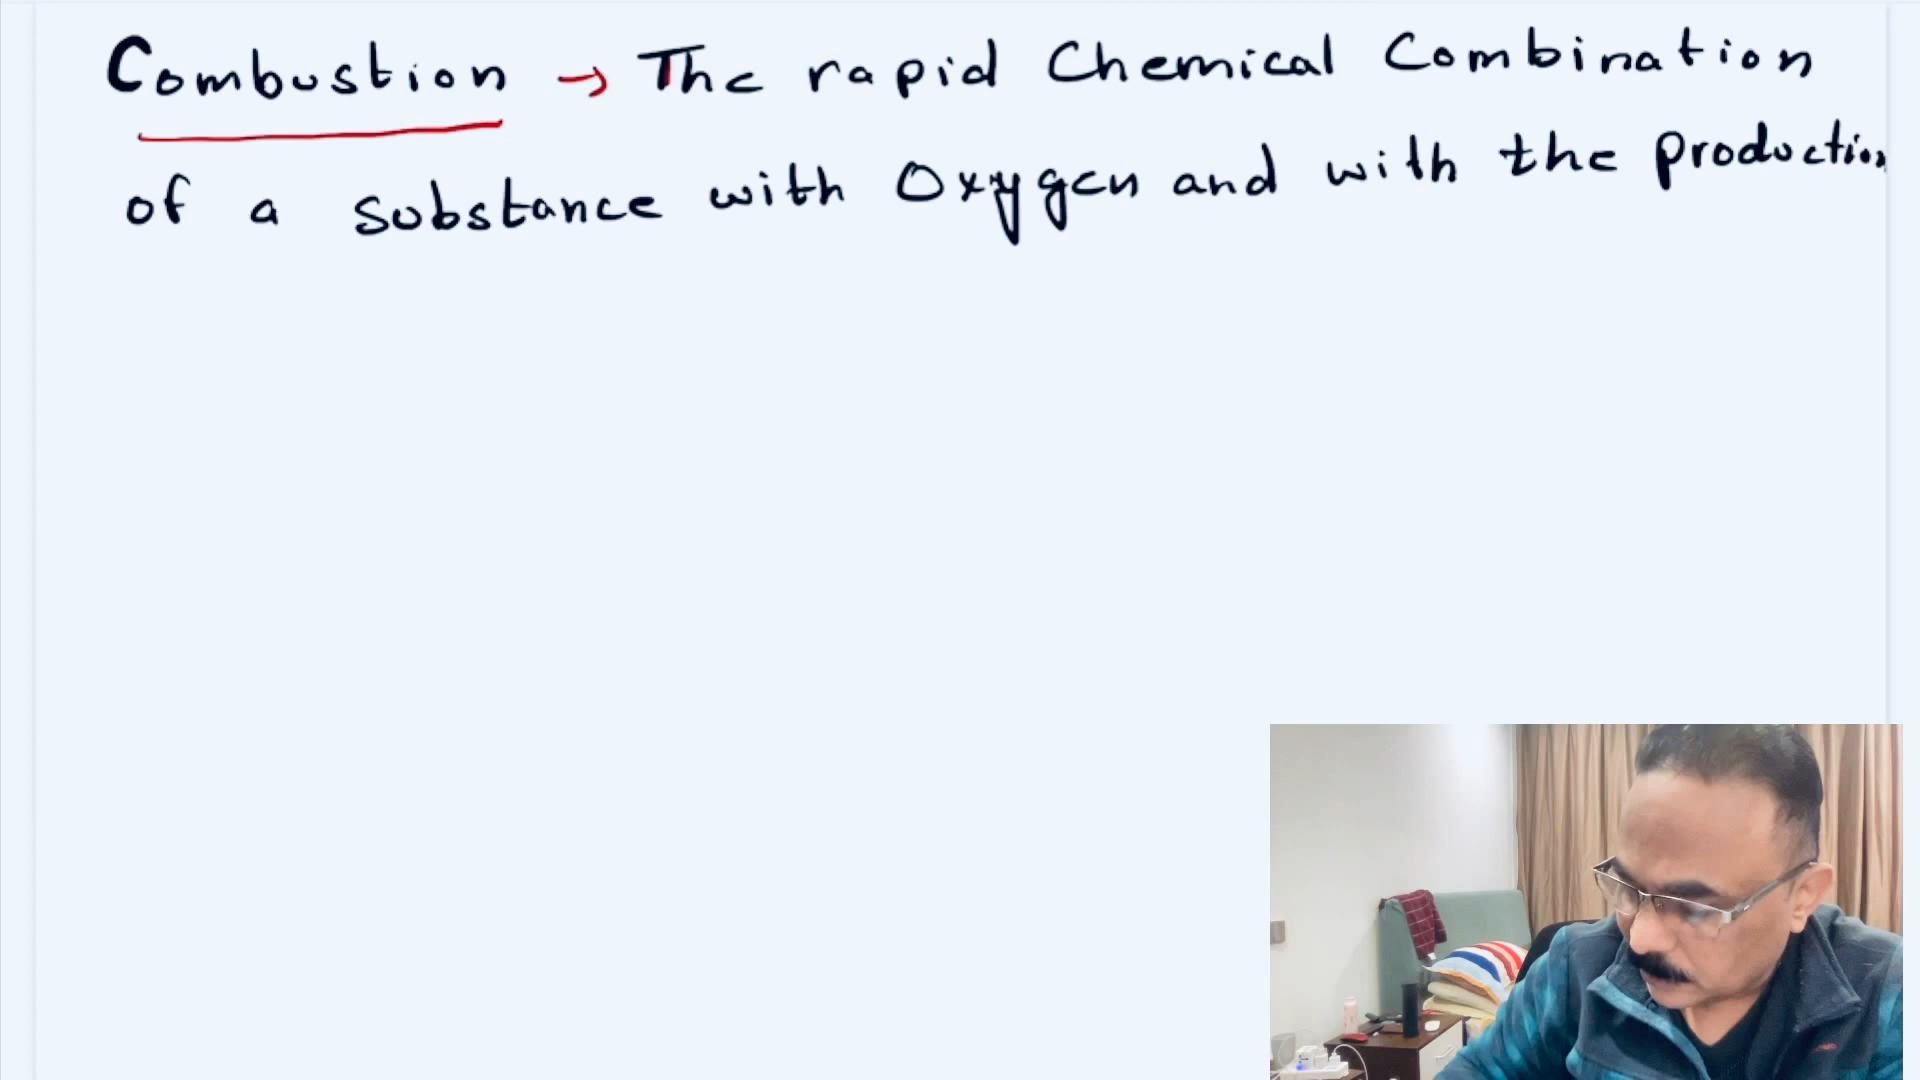 Combustion → The rapid Chemical Combination
of a substance with Oxygen and with the production